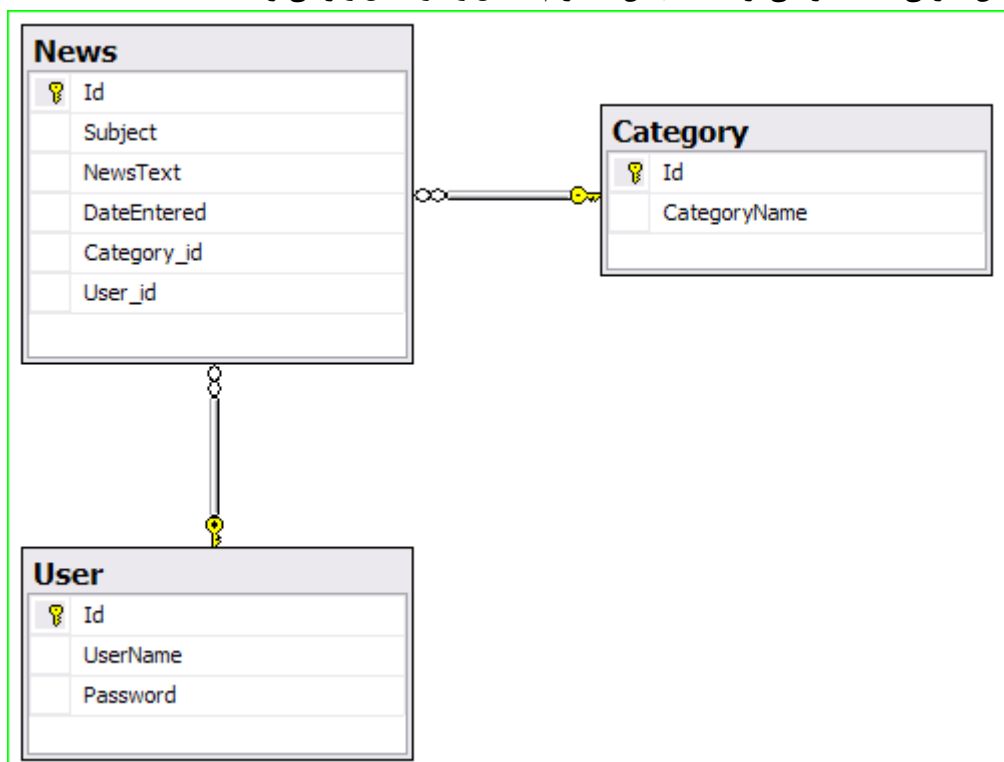 News
Id
Subject
NewsText
DateEntered
Category_id
User_id
Category
Id
CategoryName
User
Id
UserName
Password